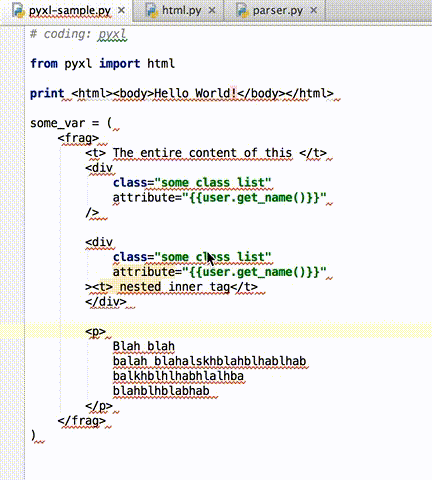 pyxl-sample.py × html.py × parser.py ×
# coding: pyxl
from pyxl import html
print <html><body>Hello World!</body></html>
some_var = (
<frag>
<t> The entire content of this </t>
<div
class="some class list"
attribute="{{user.get_name()}}"
/>
<div
class="some class list"
attribute="{{user.get_name()}}"
><t> nested inner tag</t>
</div>
<p>
Blah blah
balah blahalskhblahblhablhab
balkhblhlhabhlalhba
blahblhblabhab
</p>
</frag>
)